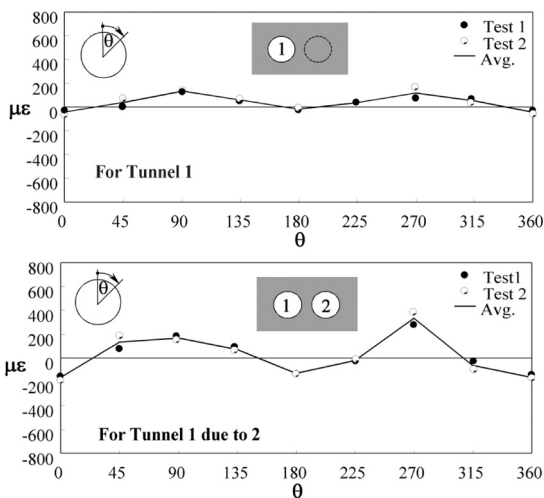 800
600
400
200
0
-200
-400
-600
-800
με
θ
1
Test 1
Test 2
Avg.
For Tunnel 1
0 45 90 135 180 225 270 315 360
θ
800
600
400
200
0
-200
-400
-600
-800
με
θ
1 2
Test1
Test 2
Avg.
For Tunnel 1 due to 2
0 45 90 135 180 225 270 315 360
θ